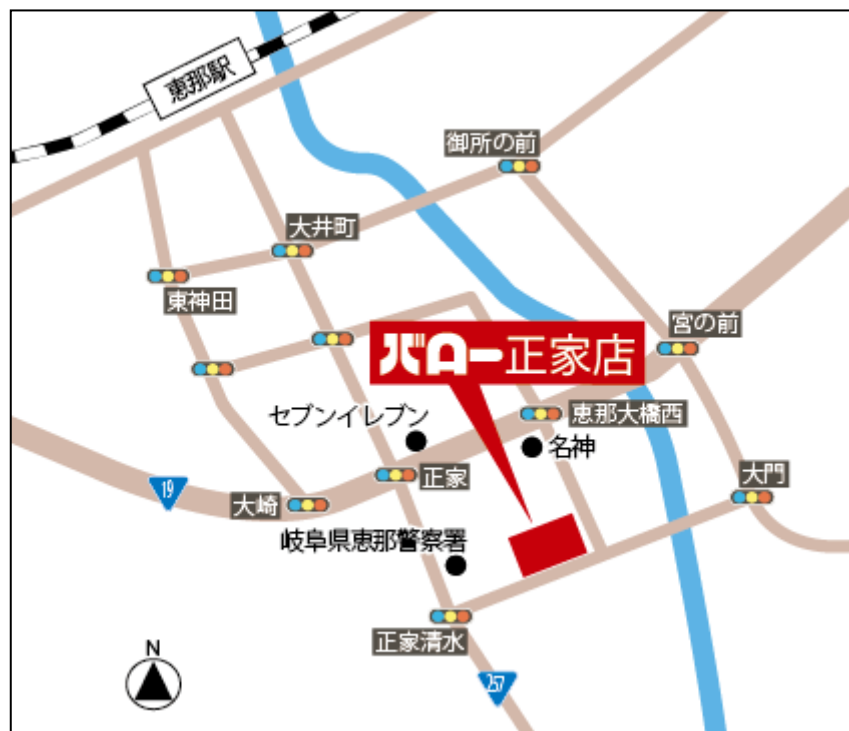 恵那駅
御所の前
大井町
東神田
宮の前
バロー正家店
セブンイレブン
恵那大橋西
名神
正家
大門
19
大崎
岐阜県恵那警察署
正家清水
N
257